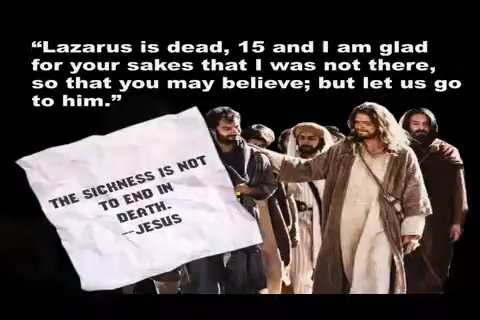 “Lazarus is dead, 15 and I am glad
for your sakes that I was not there,
so that you may believe; but let us go
to him.”
THE SICKNESS IS NOT
TO END IN
DEATH.
--JESUS